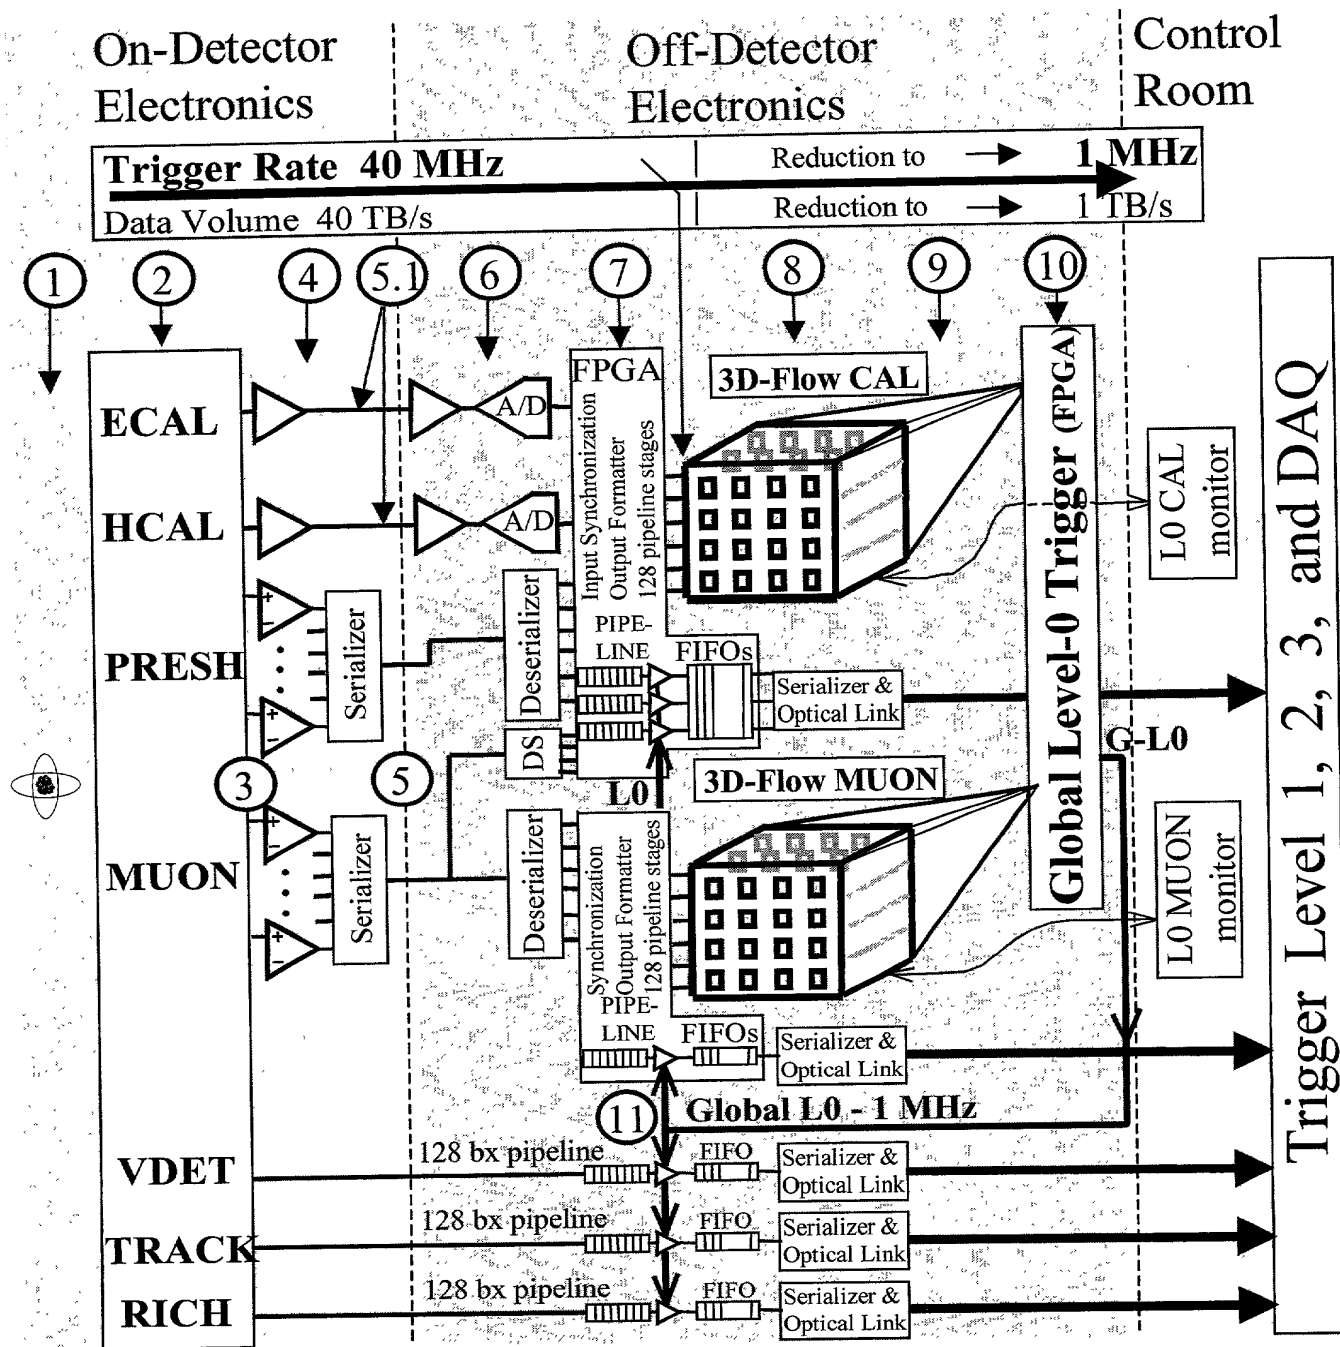 On-Detector
Electronics
Off-Detector
Electronics
Control
Room
Trigger Rate 40 MHz
Reduction to
1 MHz
Data Volume 40 TB/s
Reduction to
1 TB/s
1
2
4
5.1
6
7
8
9
10
ECAL
HCAL
PRESH
MUON
VDET
TRACK
RICH
3
5
11
A/D
A/D
+
−
+
−
+
−
+
−
Serializer
Serializer
Deserializer
DS
Deserializer
FPGA
Input Synchronization
Output Formatter
128 pipeline stages
PIPE-
LINE
FIFOs
Serializer &
Optical Link
L0
3D-Flow CAL
3D-Flow MUON
Synchronization
Output Formatter
128 pipeline stages
PIPE-
LINE
FIFOs
Serializer &
Optical Link
Global Level-0 Trigger (FPGA)
G-L0
L0 CAL
monitor
L0 MUON
monitor
Global L0 - 1 MHz
128 bx pipeline
FIFO
Serializer &
Optical Link
128 bx pipeline
FIFO
Serializer &
Optical Link
128 bx pipeline
FIFO
Serializer &
Optical Link
Trigger Level 1, 2, 3, and DAQ